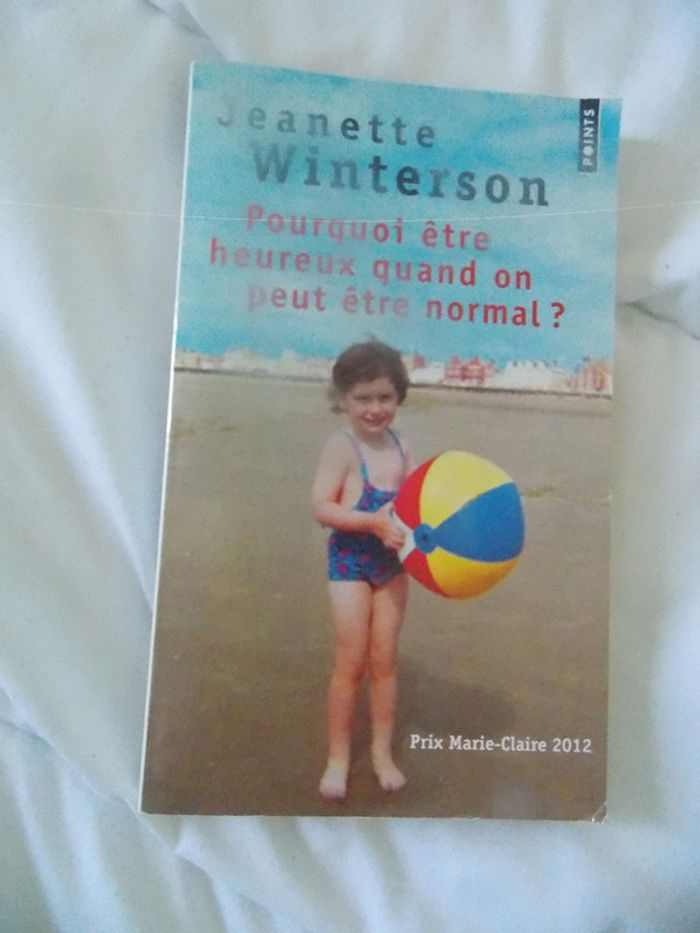 Jeanette
Winterson
POINTS
Pourquoi être
heureux quand on
peut être normal ?
Prix Marie-Claire 2012